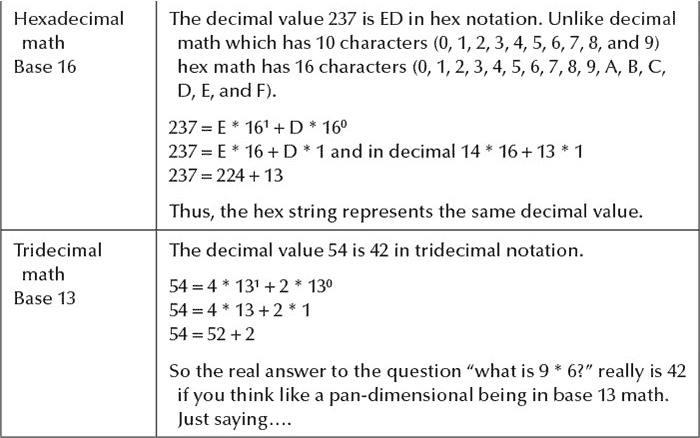 Hexadecimal
math
Base 16
The decimal value 237 is ED in hex notation. Unlike decimal
math which has 10 characters (0, 1, 2, 3, 4, 5, 6, 7, 8, and 9)
hex math has 16 characters (0, 1, 2, 3, 4, 5, 6, 7, 8, 9, A, B, C,
D, E, and F).
237 = E * 16¹ + D * 16⁰
237 = E * 16 + D * 1 and in decimal 14 * 16 + 13 * 1
237 = 224 + 13
Thus, the hex string represents the same decimal value.
Tridecimal
math
Base 13
The decimal value 54 is 42 in tridecimal notation.
54 = 4 * 13¹ + 2 * 13⁰
54 = 4 * 13 + 2 * 1
54 = 52 + 2
So the real answer to the question “what is 9 * 6?” really is 42
if you think like a pan-dimensional being in base 13 math.
Just saying….